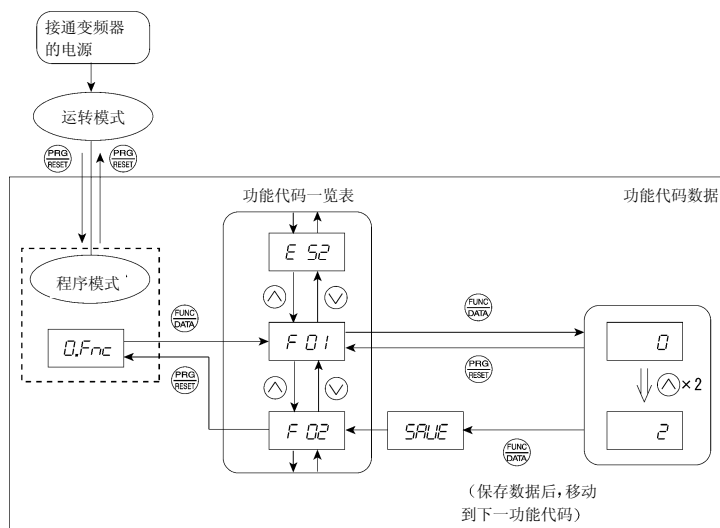 接通变频器
的电源
运转模式
PRG
RESET
PRG
RESET
功能代码一览表
功能代码数据
E 52
程序模式
FUNC
DATA
FUNC
DATA
0.Fnc
F 01
0
PRG
RESET
PRG
RESET
×2
F 02
SAUE
2
FUNC
DATA
（保存数据后，移动
到下一功能代码）